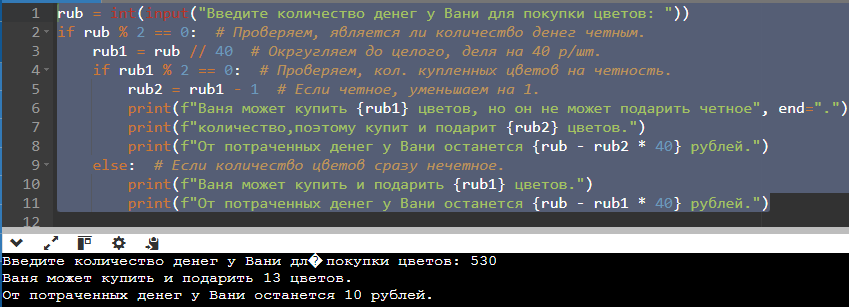 1 rub = int(input("Введите количество денег у Вани для покупки цветов: "))
2 if rub % 2 == 0:  # Проверяем, является ли количество денег четным.
3     rub1 = rub // 40  # Окргугляем до целого, деля на 40 р/шт.
4     if rub1 % 2 == 0:  # Проверяем, кол. купленных цветов на четность.
5         rub2 = rub1 - 1  # Если четное, уменьшаем на 1.
6         print(f"Ваня может купить {rub1} цветов, но он не может подарить четное", end=".")
7         print(f"количество,поэтому купит и подарит {rub2} цветов.")
8         print(f"От потраченных денег у Вани останется {rub - rub2 * 40} рублей.")
9     else:  # Если количество цветов сразу нечетное.
10         print(f"Ваня может купить и подарить {rub1} цветов.")
11         print(f"От потраченных денег у Вани останется {rub - rub1 * 40} рублей.")
12
Введите количество денег у Вани дл�покупки цветов: 530
Ваня может купить и подарить 13 цветов.
От потраченных денег у Вани останется 10 рублей.